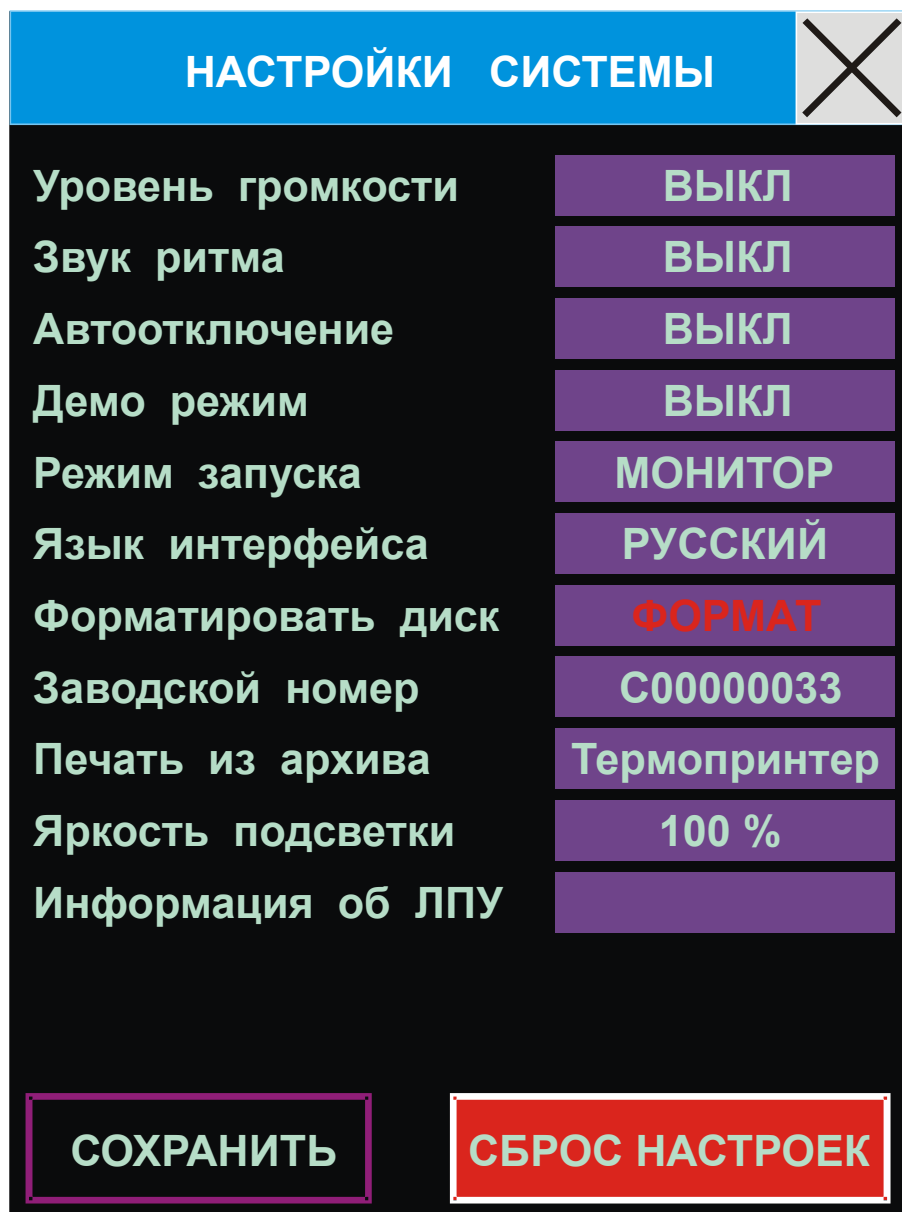 НАСТРОЙКИ СИСТЕМЫ
Уровень громкости ВЫКЛ
Звук ритма ВЫКЛ
Автоотключение ВЫКЛ
Демо режим ВЫКЛ
Режим запуска МОНИТОР
Язык интерфейса РУССКИЙ
Форматировать диск ФОРМАТ
Заводской номер С00000033
Печать из архива Термопринтер
Яркость подсветки 100 %
Информация об ЛПУ
СОХРАНИТЬ СБРОС НАСТРОЕК